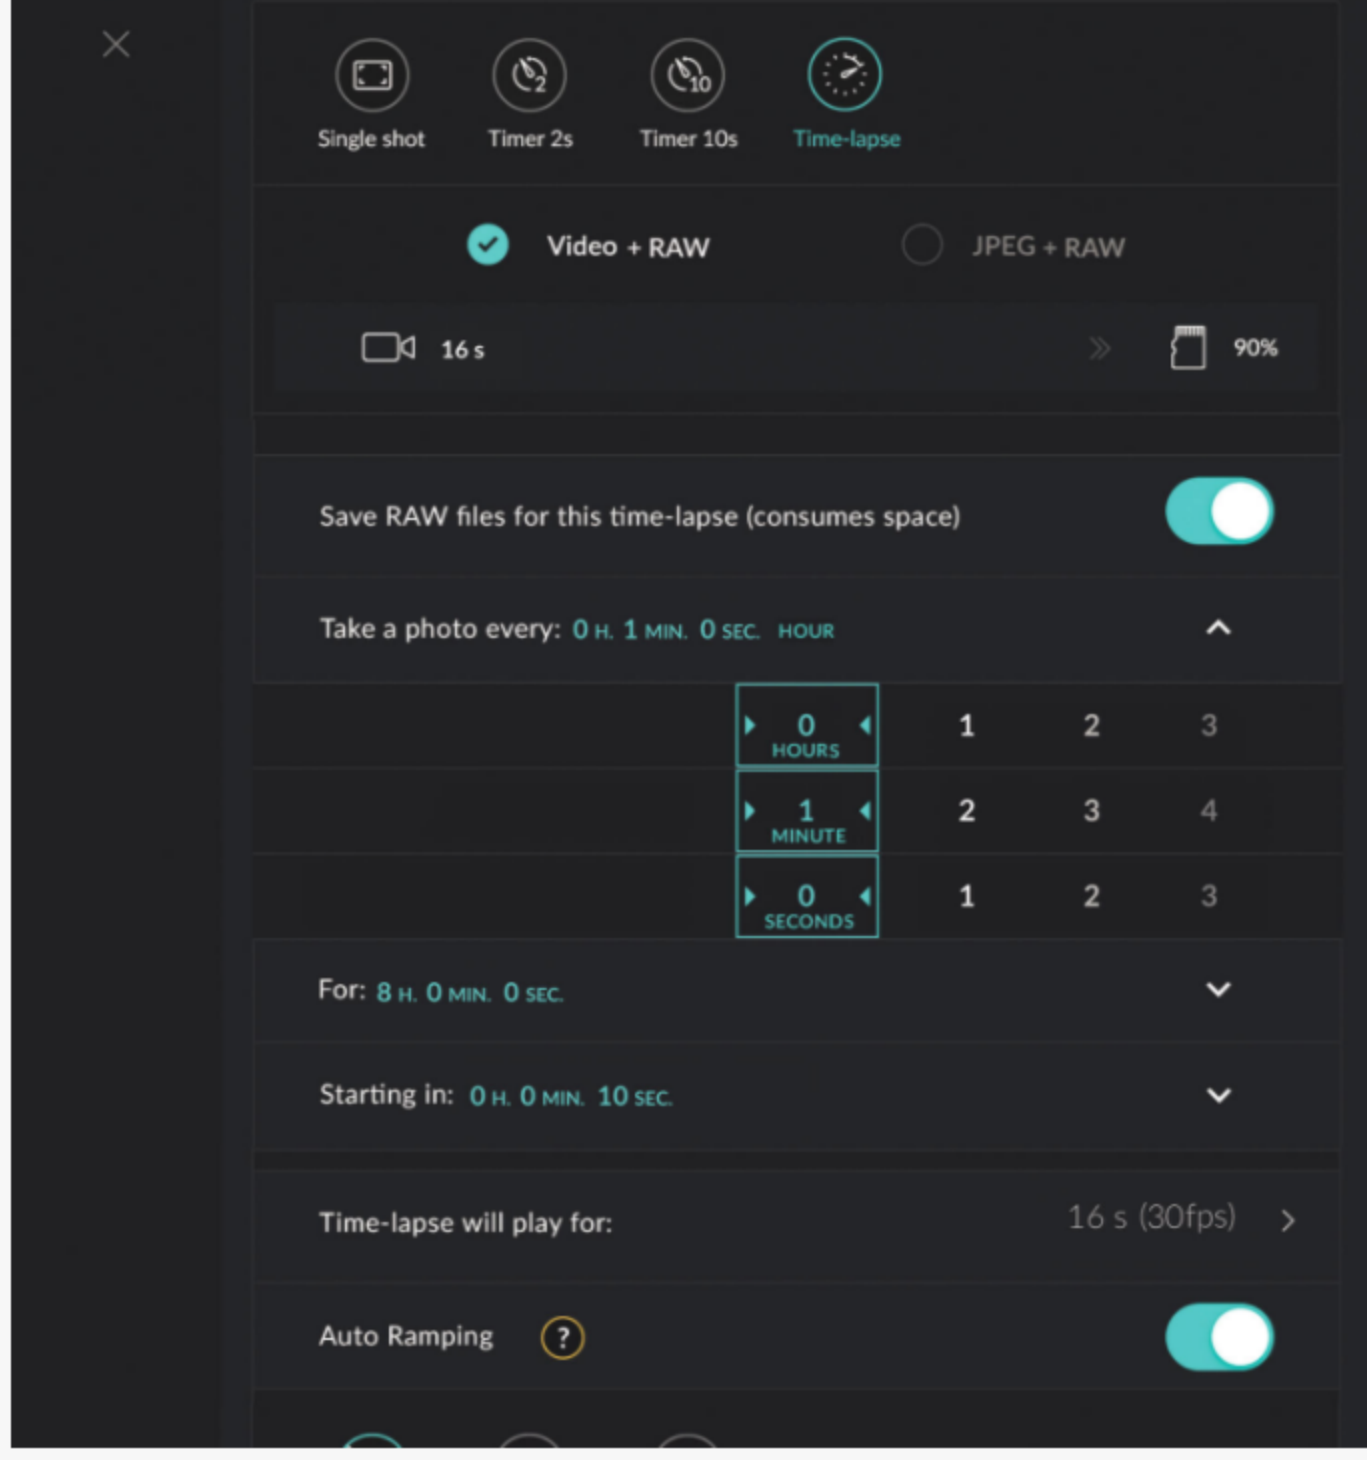 2
10
Single shot Timer 2s Timer 10s Time-lapse
Video + RAW JPEG + RAW
16 s 90%
Save RAW files for this time-lapse (consumes space)
Take a photo every: 0 H. 1 MIN. 0 SEC. HOUR
0 1 2 3
HOURS
1 2 3 4
MINUTE
0 1 2 3
SECONDS
For: 8 H. 0 MIN. 0 SEC.
Starting in: 0 H. 0 MIN. 10 SEC.
Time-lapse will play for: 16 s (30fps)
Auto Ramping ?